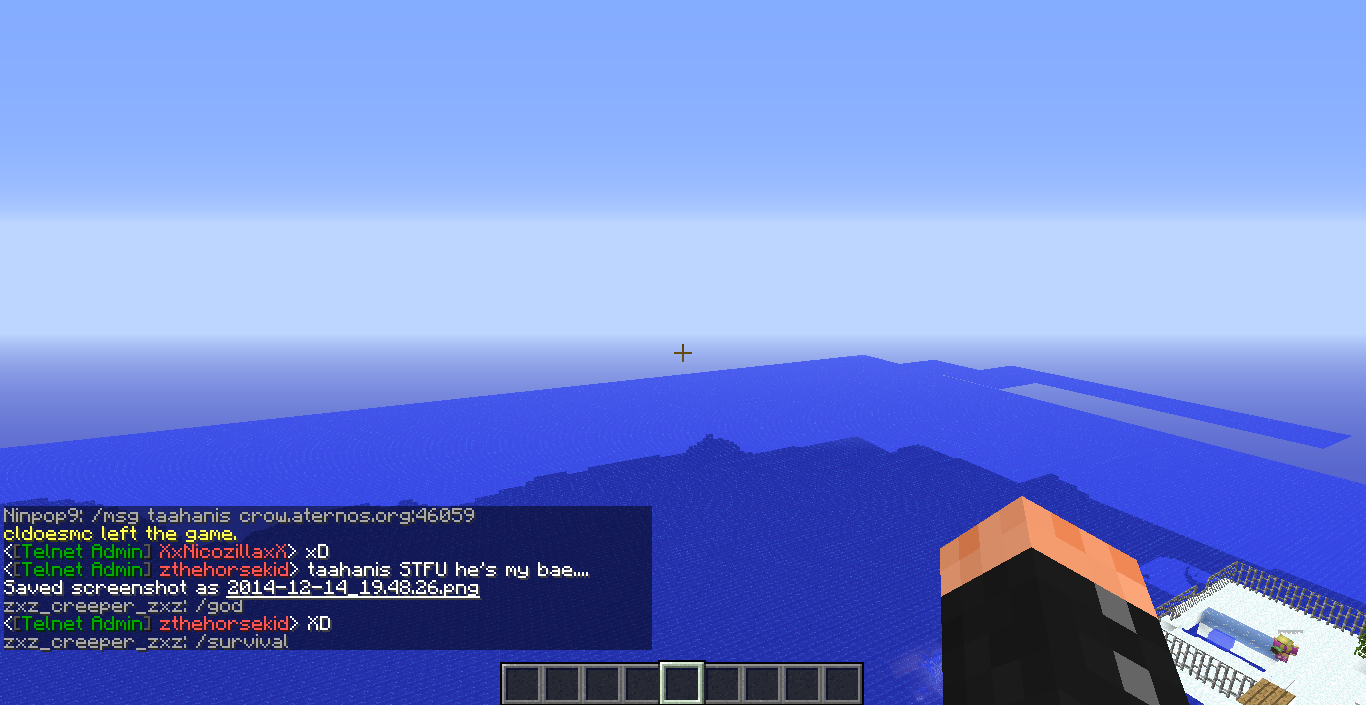 Ninpop9: /msg taahanis crow.aternos.org:46059
cldoesmc left the game.
<[Telnet Admin] XxNicozillaxX> xD
<[Telnet Admin] zthehorsekid> taahanis STFU he's my bae....
Saved screenshot as 2014-12-14_19.48.26.png
zxz_creeper_zxz: /god
<[Telnet Admin] zthehorsekid> XD
zxz_creeper_zxz: /survival